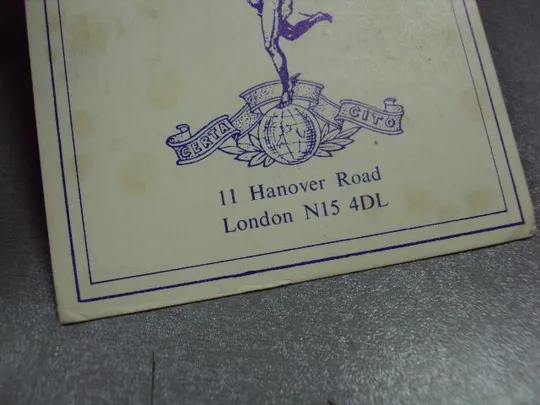 CERTA CITO
11 Hanover Road
London N15 4DL